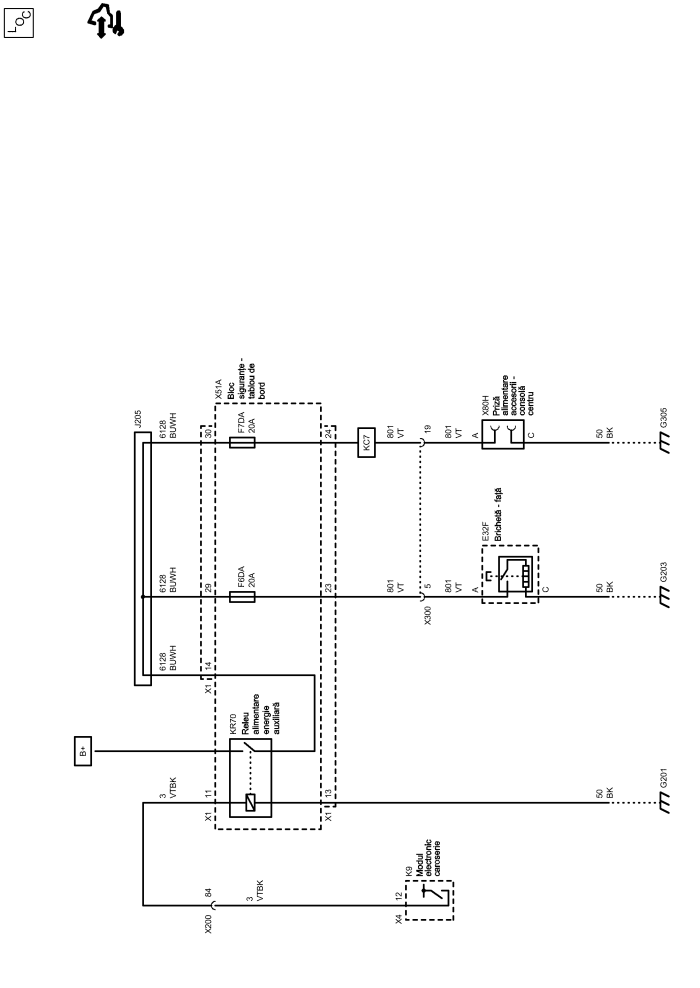 LOC
J205
6128
BUWH
6128
BUWH
6128
BUWH
X51A
Bloc
siguranţe -
tablou de
bord
30
F7DA
20A
24
KC7
801
VT
19
801
VT
A
X80H
Priză
alimentare
accesorii -
consolă
centru
C
50
BK
G305
29
F6DA
20A
23
801
VT
5
X300
801
VT
A
E32F
Brichetă - faţă
C
50
BK
G203
14
X1
B+
KR70
Releu
alimentare
energie
auxiliară
3
VTBK
11
X1
13
X1
50
BK
G201
84
X200
3
VTBK
12
X4
K9
Modul
electronic
caroserie